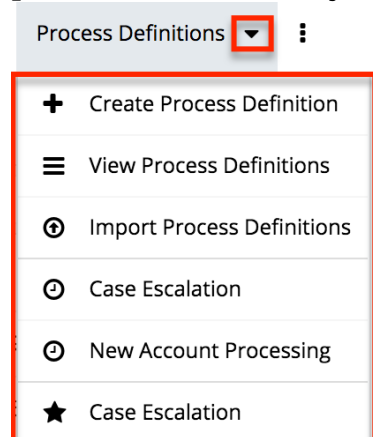 Process Definitions
Create Process Definition
View Process Definitions
Import Process Definitions
Case Escalation
New Account Processing
Case Escalation